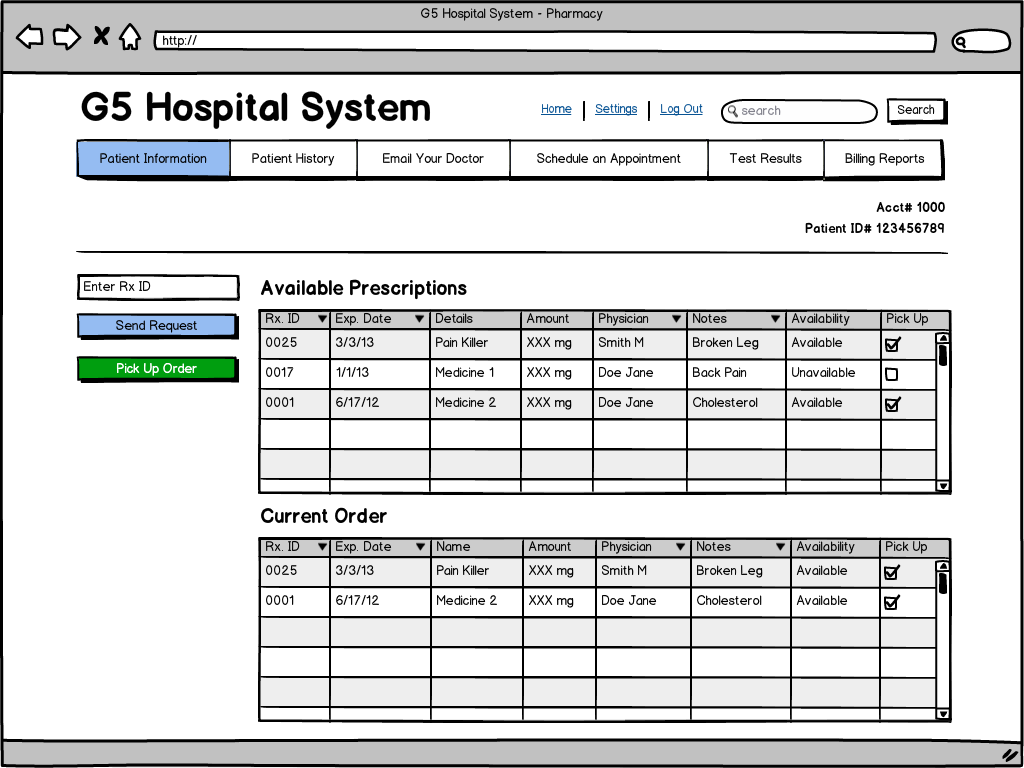 G5 Hospital System - Pharmacy
http://
G5 Hospital System
Home Settings Log Out search Search
Patient Information Patient History Email Your Doctor Schedule an Appointment Test Results Billing Reports
Acct# 1000
Patient ID# 123456789
Enter Rx ID
Send Request
Pick Up Order
Available Prescriptions
Rx. ID Exp. Date Details Amount Physician Notes Availability Pick Up
0025 3/3/13 Pain Killer XXX mg Smith M Broken Leg Available
0017 1/1/13 Medicine 1 XXX mg Doe Jane Back Pain Unavailable
0001 6/17/12 Medicine 2 XXX mg Doe Jane Cholesterol Available
Current Order
Rx. ID Exp. Date Name Amount Physician Notes Availability Pick Up
0025 3/3/13 Pain Killer XXX mg Smith M Broken Leg Available
0001 6/17/12 Medicine 2 XXX mg Doe Jane Cholesterol Available